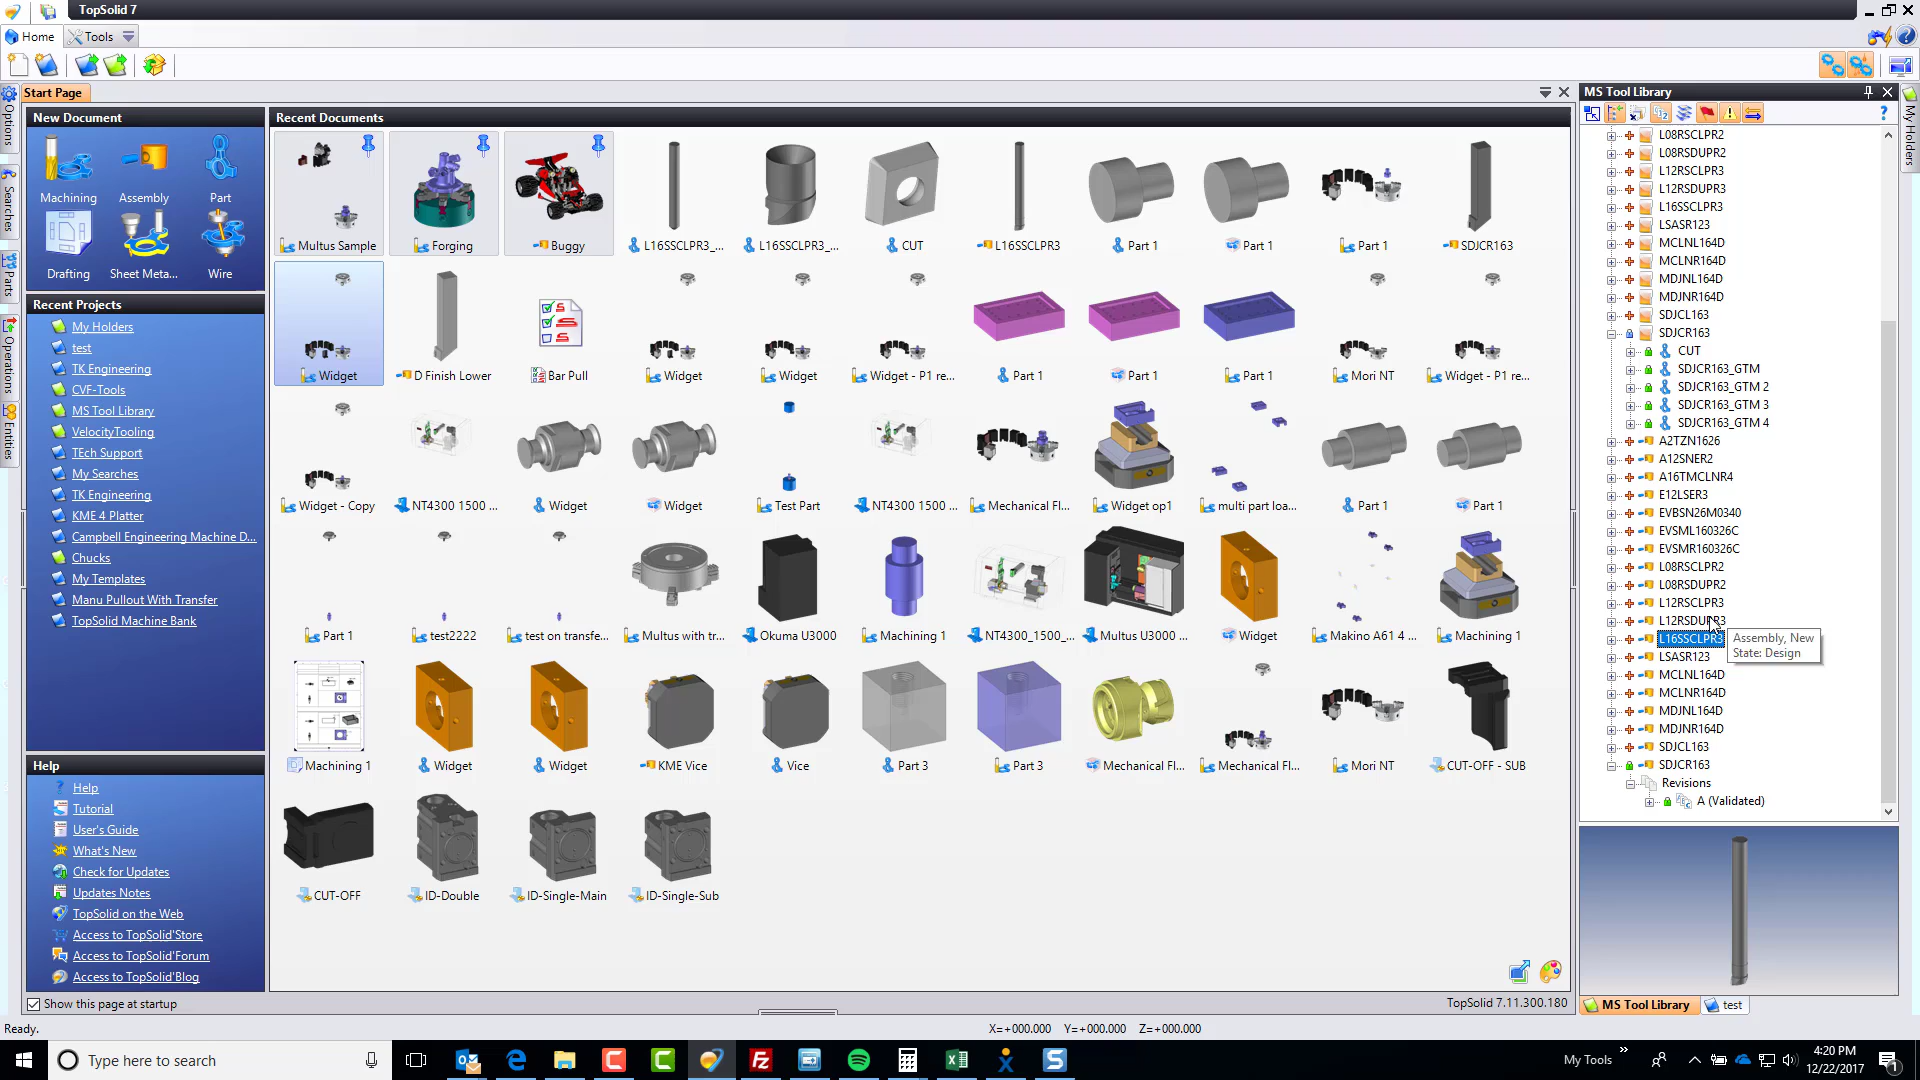 TopSolid 7
Home
Tools
Start Page
MS Tool Library
Options
Searches
Parts
Operations
Entities
My Holders
New Document
Machining
Assembly
Part
Drafting
Sheet Meta...
Wire
Recent Projects
My Holders
test
TK Engineering
CVF-Tools
MS Tool Library
VelocityTooling
TEch Support
My Searches
TK Engineering
KME 4 Platter
Campbell Engineering Machine D...
Chucks
My Templates
Manu Pullout With Transfer
TopSolid Machine Bank
Help
Help
Tutorial
User's Guide
What's New
Check for Updates
Updates Notes
TopSolid on the Web
Access to TopSolid'Store
Access to TopSolid'Forum
Access to TopSolid'Blog
Show this page at startup
Recent Documents
Multus Sample
Forging
Buggy
L16SSCLPR3_...
L16SSCLPR3_...
CUT
L16SSCLPR3
Part 1
Part 1
Part 1
SDJCR163
Widget
D Finish Lower
Bar Pull
Widget
Widget
Widget - P1 re...
Part 1
Part 1
Part 1
Mori NT
Widget - P1 re...
Widget - Copy
NT4300 1500 ...
Widget
Widget
Test Part
NT4300 1500 ...
Mechanical Fl...
Widget op1
multi part loa...
Part 1
Part 1
Part 1
test2222
test on transfe...
Multus with tr...
Okuma U3000
Machining 1
NT4300_1500_...
Multus U3000 ...
Widget
Makino A61 4 ...
Machining 1
Machining 1
Widget
Widget
KME Vice
Vice
Part 3
Part 3
Mechanical Fl...
Mechanical Fl...
Mori NT
CUT-OFF - SUB
CUT-OFF
ID-Double
ID-Single-Main
ID-Single-Sub
TopSolid 7.11.300.180
L08RSCLPR2
L08RSDUPR2
L12RSCLPR3
L12RSDUPR3
L16SSCLPR3
LSASR123
MCLNL164D
MCLNR164D
MDJNL164D
MDJNR164D
SDJCL163
SDJCR163
CUT
SDJCR163_GTM
SDJCR163_GTM 2
SDJCR163_GTM 3
SDJCR163_GTM 4
A2TZN1626
A12SNER2
A16TMCLNR4
E12LSER3
EVBSN26M0340
EVSML160326C
EVSMR160326C
L08RSCLPR2
L08RSDUPR2
L12RSCLPR3
L12RSDUPR3
L16SSCLPR3
Assembly, New
State: Design
LSASR123
MCLNL164D
MCLNR164D
MDJNL164D
MDJNR164D
SDJCL163
SDJCR163
Revisions
A (Validated)
MS Tool Library
test
Ready.
X=+000.000 Y=+000.000 Z=+000.000
Type here to search
My Tools
4:20 PM
12/22/2017